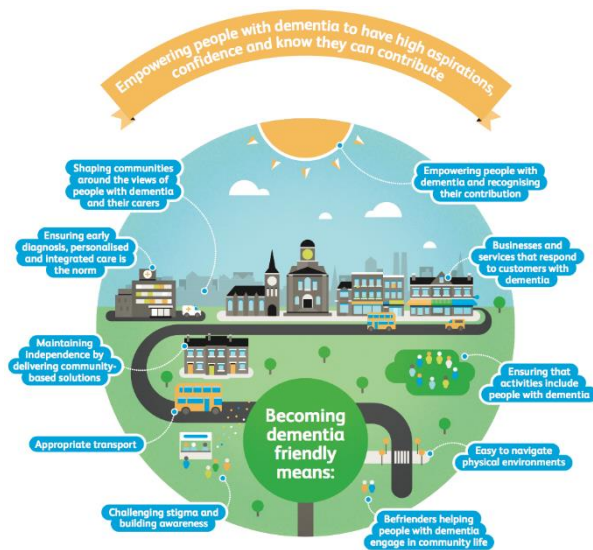 Empowering people with dementia to have high aspirations,
confidence and know they can contribute
Shaping communities
around the views of
people with dementia
and their carers
Empowering people with
dementia and recognising
their contribution
Ensuring early
diagnosis, personalised
and integrated care is
the norm
Businesses and
services that respond
to customers with
dementia
Maintaining
independence by
delivering community-
based solutions
Ensuring that
activities include
people with dementia
Becoming
dementia
friendly
means:
Appropriate transport
Easy to navigate
physical environments
Challenging stigma and
building awareness
Befrienders helping
people with dementia
engage in community life